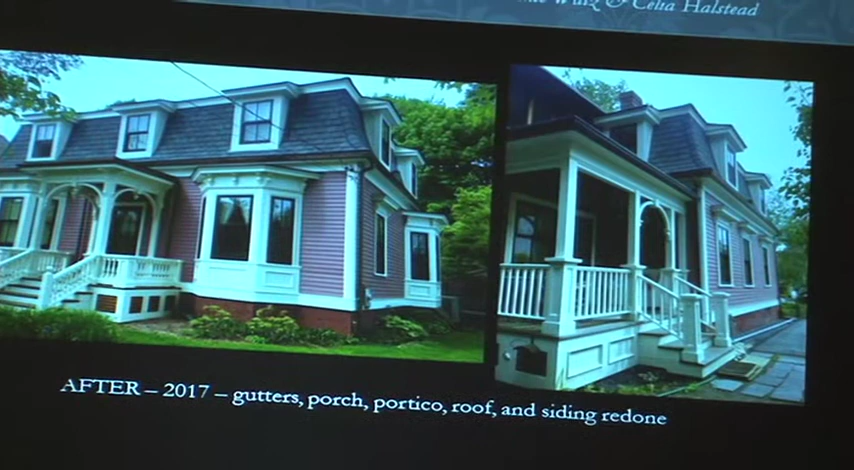 & Celia Halstead
AFTER – 2017 – gutters, porch, portico, roof, and siding redone